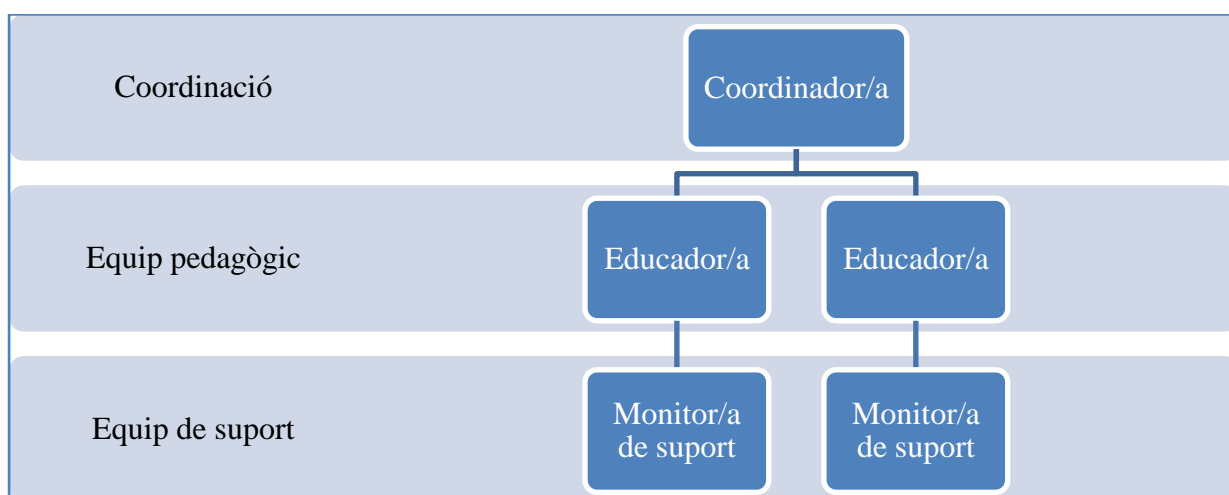 Coordinació
Coordinador/a
Equip pedagògic
Educador/a
Educador/a
Equip de suport
Monitor/a
de suport
Monitor/a
de suport